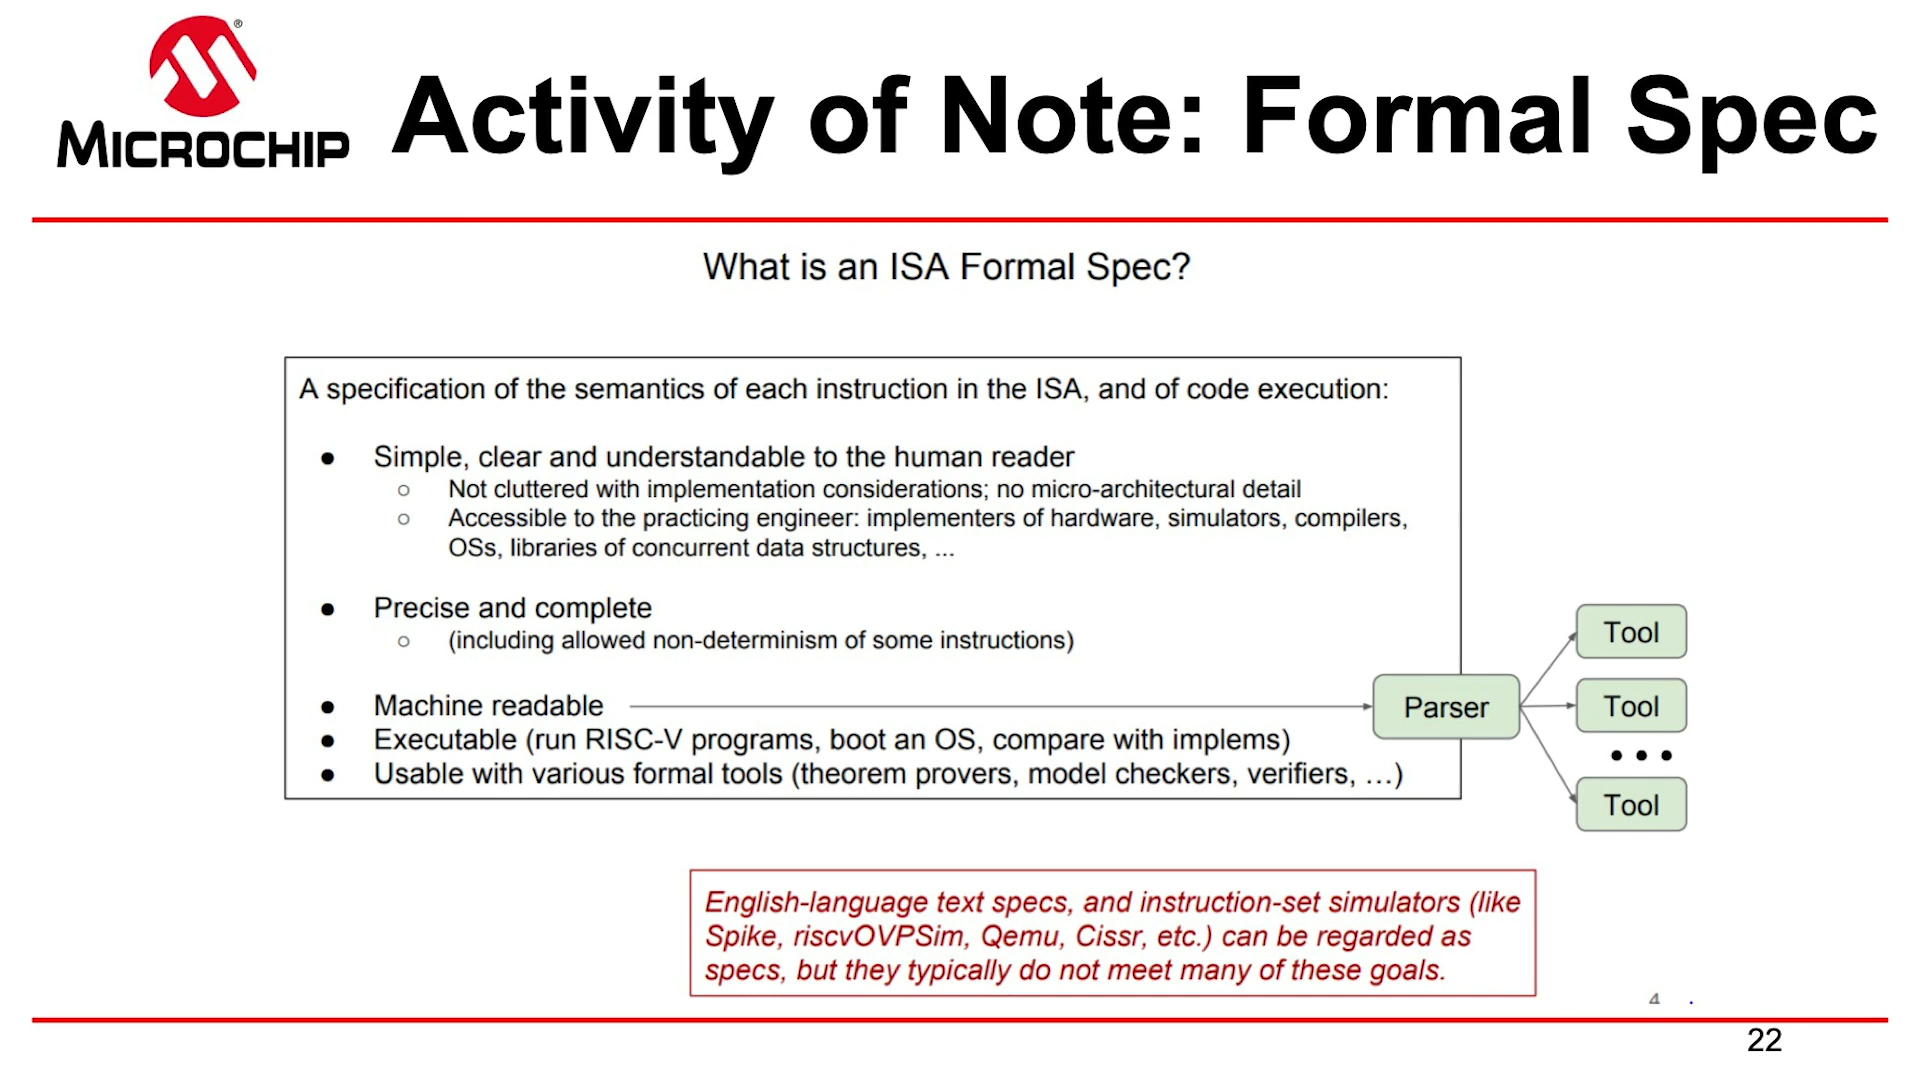 MICROCHIP ®
Activity of Note: Formal Spec
What is an ISA Formal Spec?
A specification of the semantics of each instruction in the ISA, and of code execution:
● Simple, clear and understandable to the human reader
○ Not cluttered with implementation considerations; no micro-architectural detail
○ Accessible to the practicing engineer: implementers of hardware, simulators, compilers,
OSs, libraries of concurrent data structures, ...
● Precise and complete
○ (including allowed non-determinism of some instructions)
● Machine readable
● Executable (run RISC-V programs, boot an OS, compare with implems)
● Usable with various formal tools (theorem provers, model checkers, verifiers, …)
Parser
Tool
Tool
• • •
Tool
English-language text specs, and instruction-set simulators (like
Spike, riscvOVPSim, Qemu, Cissr, etc.) can be regarded as
specs, but they typically do not meet many of these goals.
4 .
22